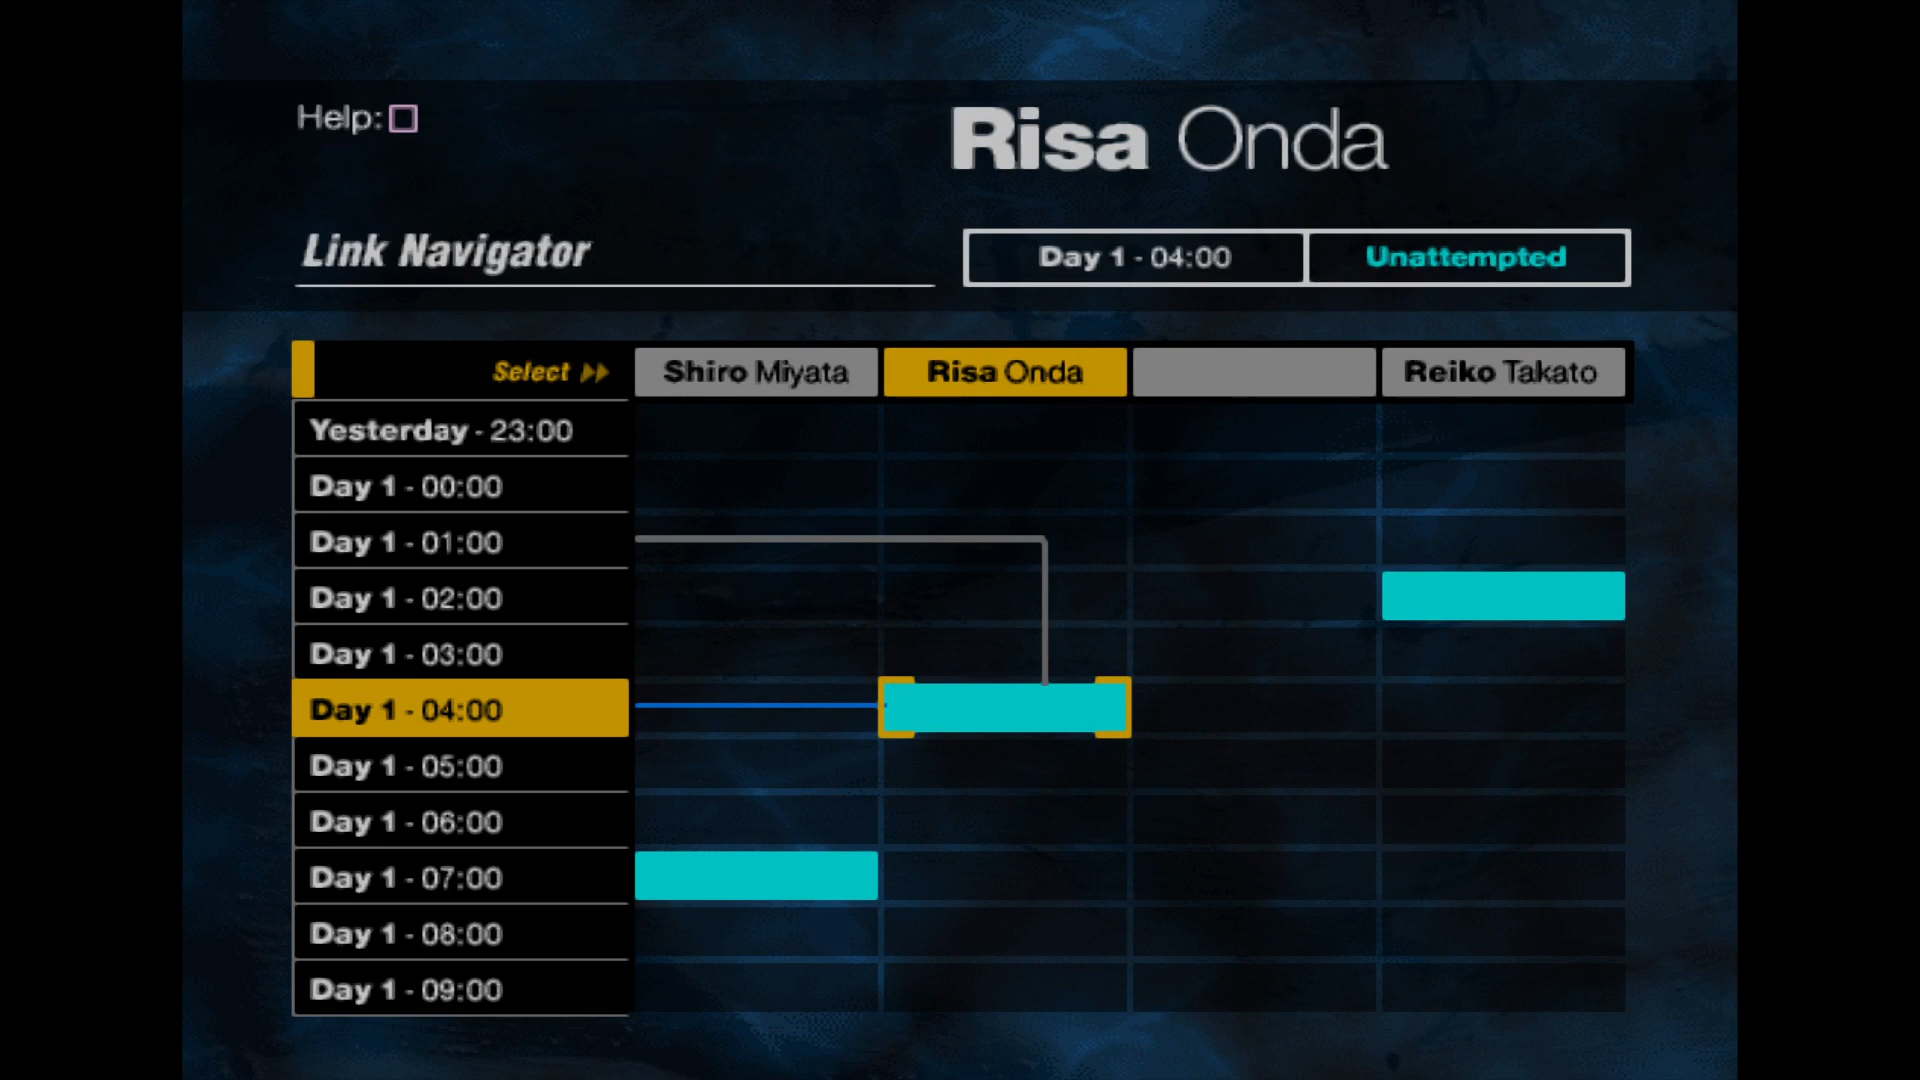 Help:
Risa Onda
Link Navigator
Day 1 - 04:00
Unattempted
Select
Shiro Miyata
Risa Onda
Reiko Takato
Yesterday - 23:00
Day 1 - 00:00
Day 1 - 01:00
Day 1 - 02:00
Day 1 - 03:00
Day 1 - 04:00
Day 1 - 05:00
Day 1 - 06:00
Day 1 - 07:00
Day 1 - 08:00
Day 1 - 09:00